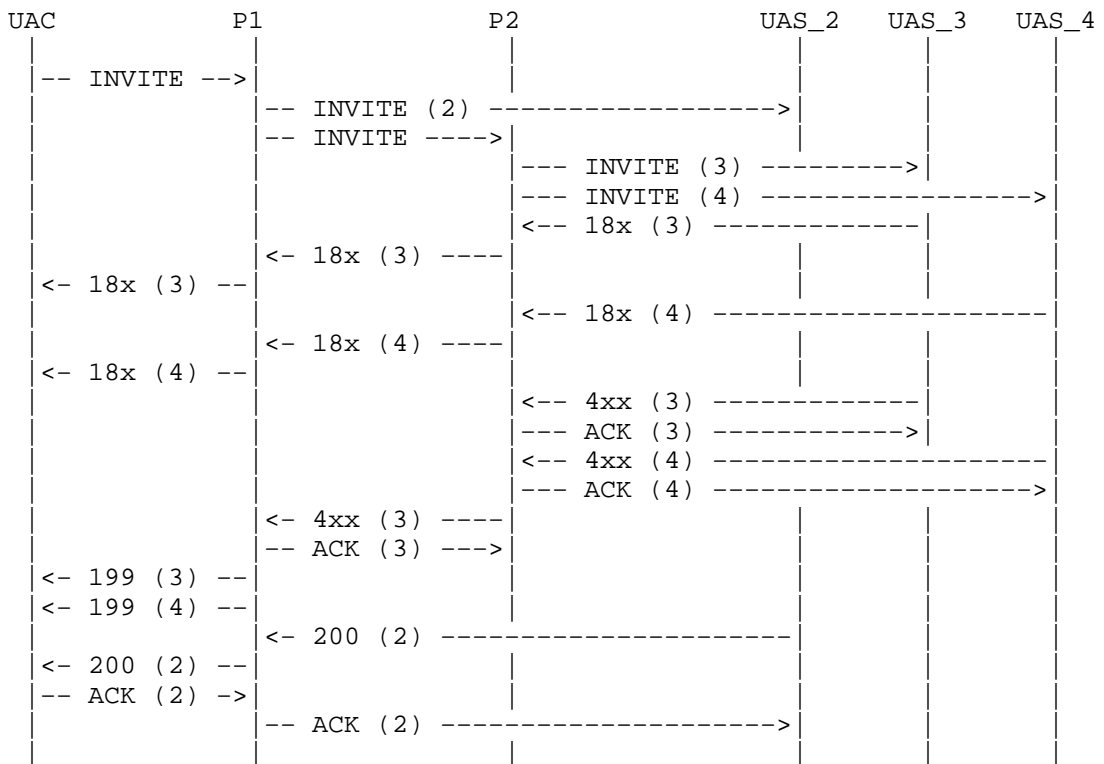 UAC P1 P2 UAS_2 UAS_3 UAS_4
-- INVITE -->
-- INVITE (2) ------------------>
-- INVITE ---->
--- INVITE (3) --------->
--- INVITE (4) ----------------->
<-- 18x (3) -------------
<- 18x (3) ----
<- 18x (3) --
<-- 18x (4) ---------------------
<- 18x (4) ----
<- 18x (4) --
<-- 4xx (3) -------------
--- ACK (3) ------------>
<-- 4xx (4) ---------------------
--- ACK (4) -------------------->
<- 4xx (3) ----
-- ACK (3) --->
<- 199 (3) --
<- 199 (4) --
<- 200 (2) ----------------------
<- 200 (2) --
-- ACK (2) ->
-- ACK (2) --------------------->